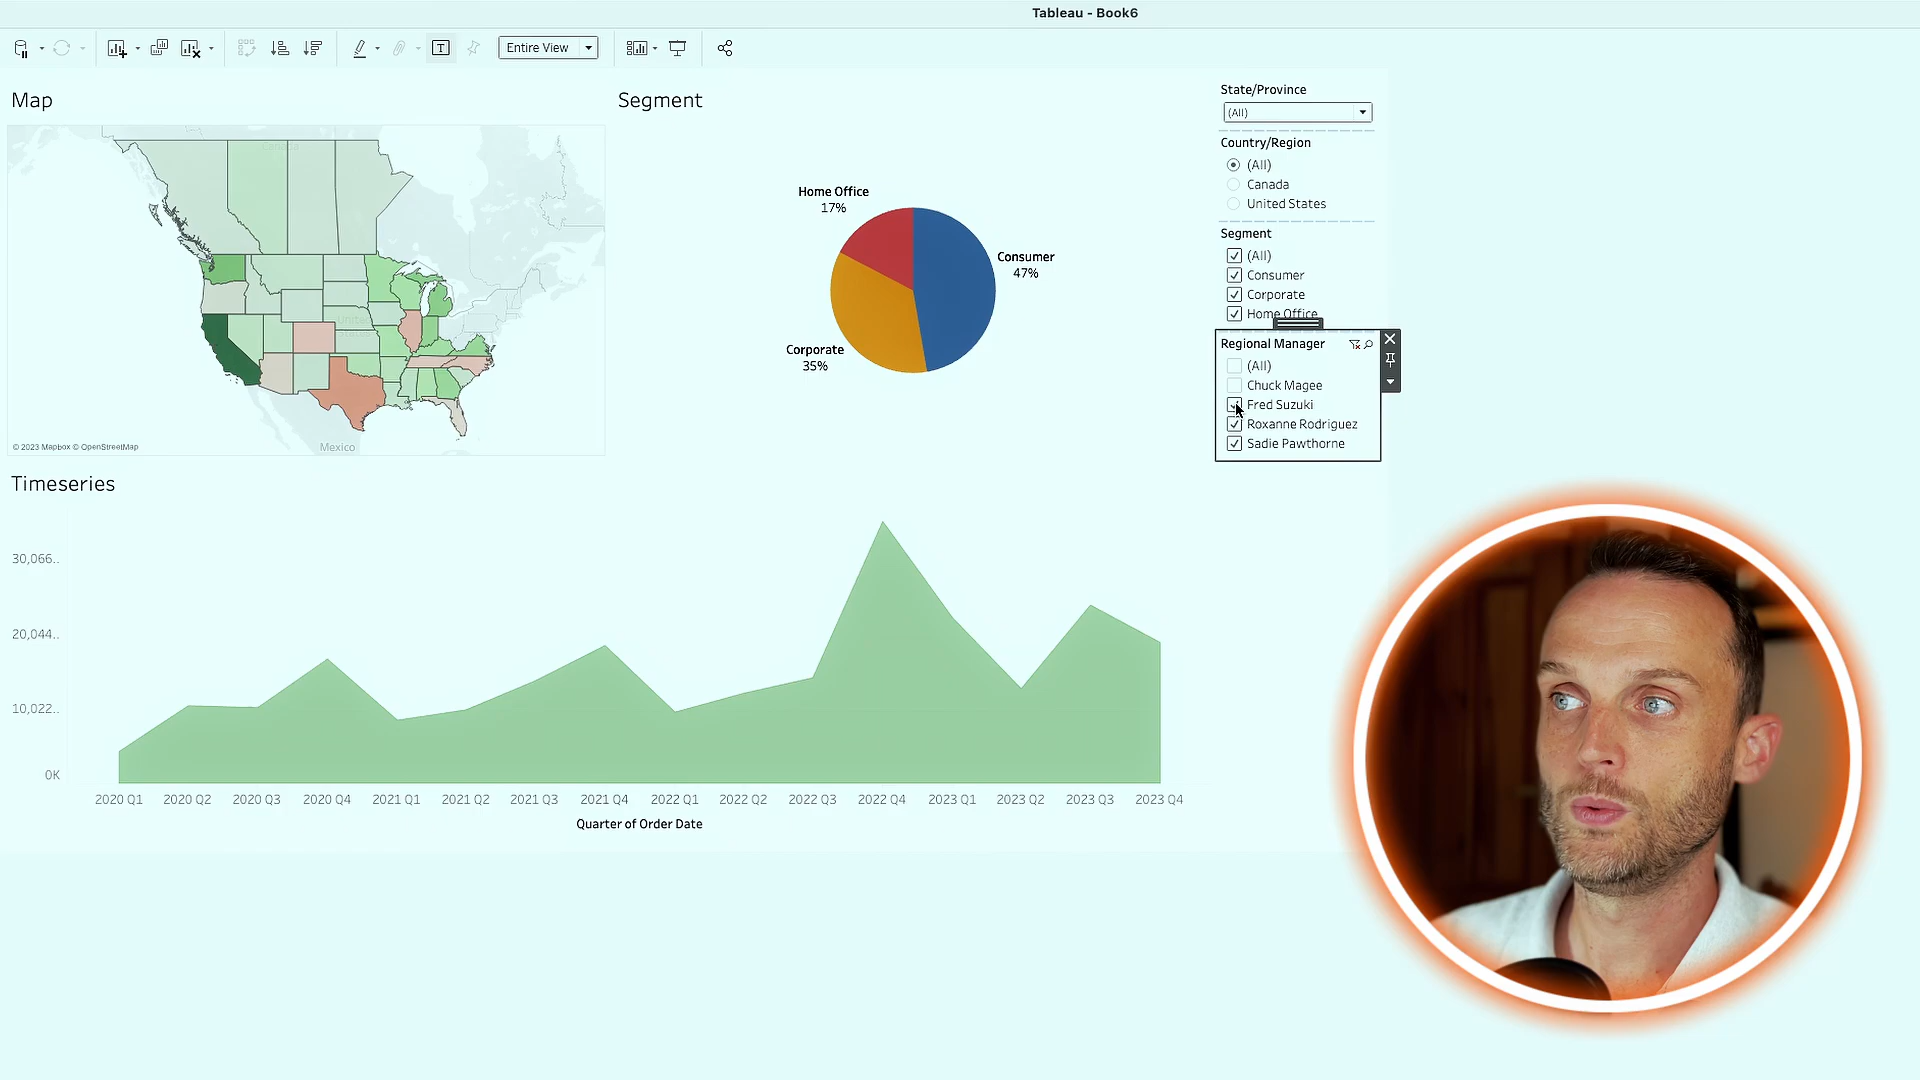 Tableau - Book6
Entire View
Map
Segment
Canada
United
Mexico
© 2023 Mapbox © OpenStreetMap
Home Office
17%
Consumer
47%
Corporate
35%
State/Province
(All)
Country/Region
(All)
Canada
United States
Segment
(All)
Consumer
Corporate
Home Office
Regional Manager
(All)
Chuck Magee
Fred Suzuki
Roxanne Rodriguez
Sadie Pawthorne
Timeseries
30,066..
20,044..
10,022..
0K
2020 Q1 2020 Q2 2020 Q3 2020 Q4 2021 Q1 2021 Q2 2021 Q3 2021 Q4 2022 Q1 2022 Q2 2022 Q3 2022 Q4 2023 Q1 2023 Q2 2023 Q3 2023 Q4
Quarter of Order Date